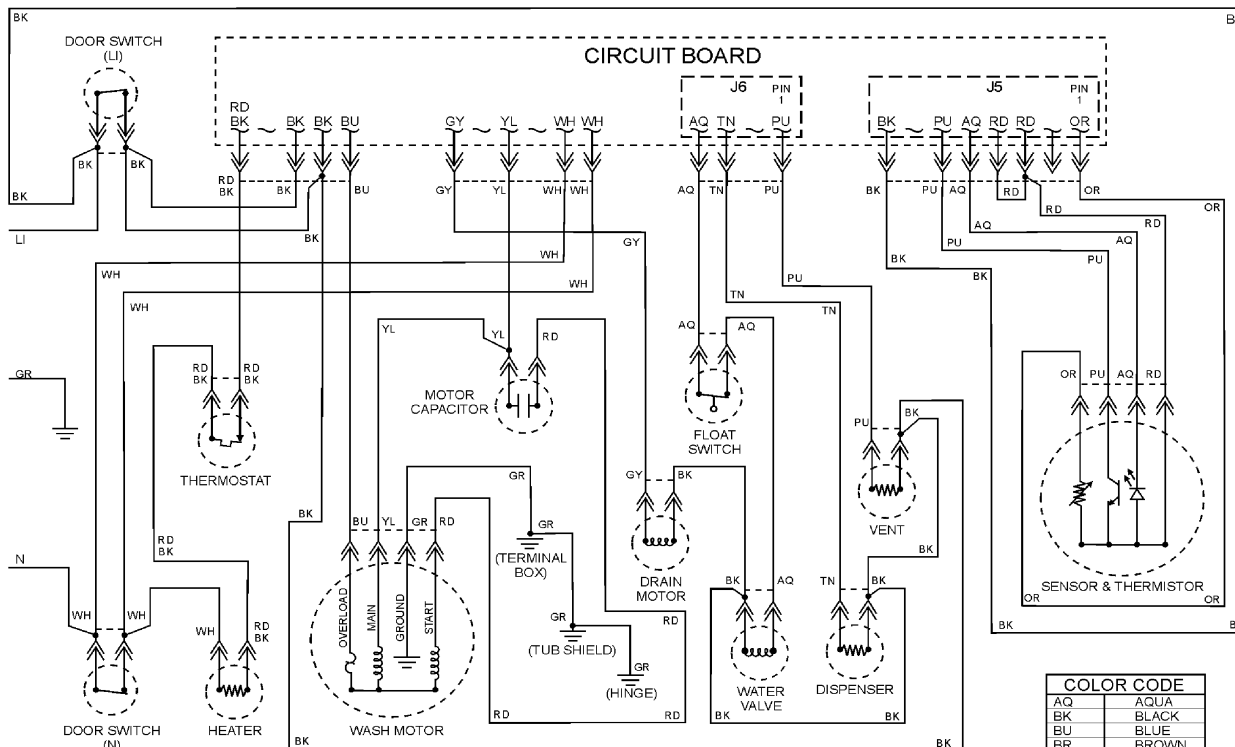 BK B
DOOR SWITCH
(LI)
CIRCUIT BOARD
J6 PIN 1
J5 PIN 1
RD
BK BK BK BU GY YL WH WH AQ TN PU BK PU AQ RD RD OR
BK BK
RD
BK BK BU GY YL WH WH AQ TN PU BK PU AQ RD OR
BK
RD OR
LI BK GY AQ RD
WH WH PU AQ
WH WH BK PU
TN
TN
YL YL RD AQ AQ
GR
RD RD
BK BK
MOTOR
CAPACITOR
FLOAT
SWITCH
OR PU AQ RD
PU BK
THERMOSTAT
GR GY BK
VENT
BK
BU YL GR RD GR
(TERMINAL
BOX)
RD
BK
BK
N
DRAIN
MOTOR
BK AQ TN BK
SENSOR & THERMISTOR
OVERLOAD MAIN GROUND START
GR RD OR OR
WH WH WH RD
BK
(TUB SHIELD)
BK B
GR
(HINGE)
WATER
VALVE
DISPENSER
DOOR SWITCH
(N)
HEATER
WASH MOTOR
RD RD BK BK
BK BK
COLOR CODE
AQ AQUA
BK BLACK
BU BLUE
BR BROWN